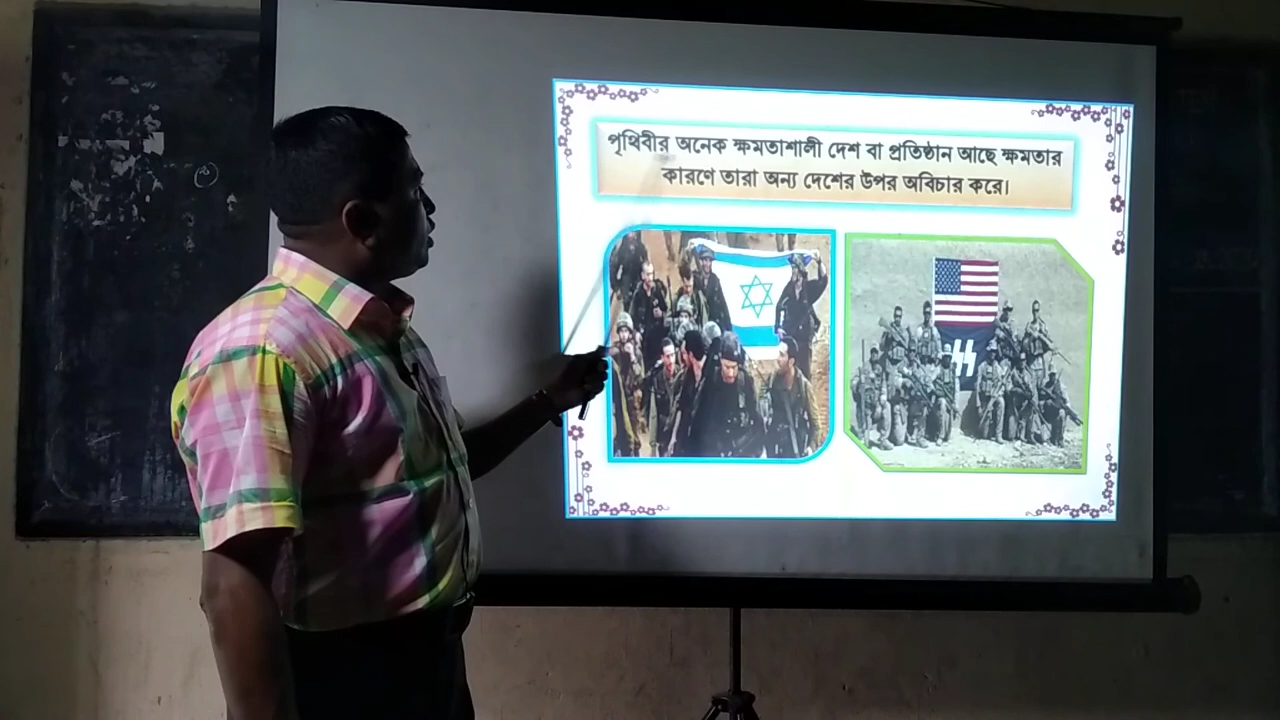 পৃথিবীর অনেক ক্ষমতাশালী দেশ বা প্রতিষ্ঠান আছে ক্ষমতার
কারণে তারা অন্য দেশের উপর অবিচার করে।